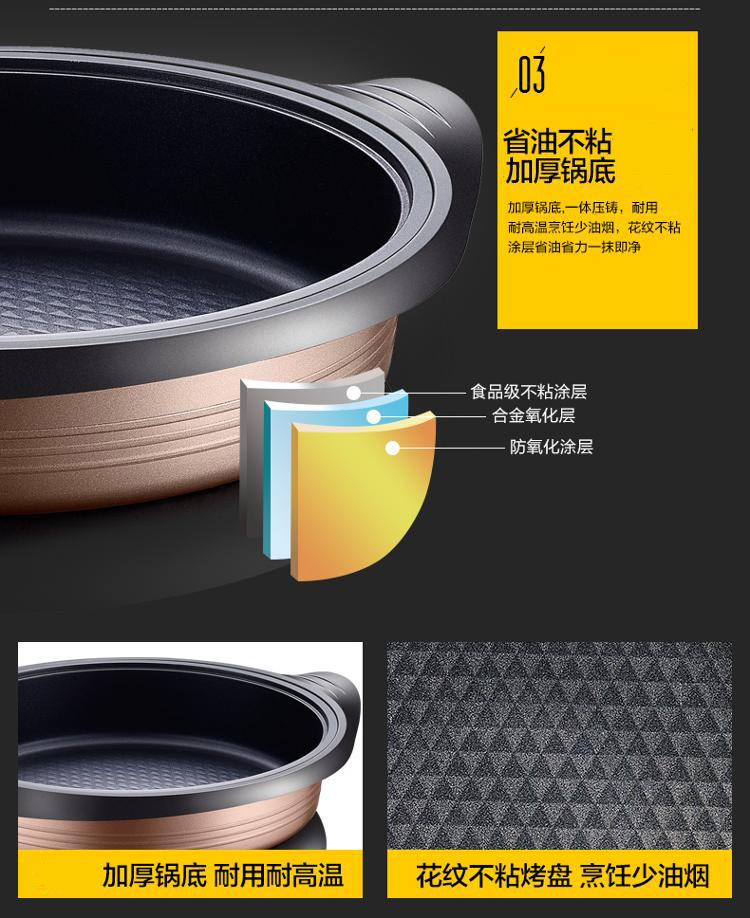 03
省油不粘
加厚锅底
加厚锅底,一体压铸，耐用
耐高温烹饪少油烟，花纹不粘
涂层省油省力一抹即净
食品级不粘涂层
合金氧化层
防氧化涂层
加厚锅底 耐用耐高温
花纹不粘烤盘 烹饪少油烟